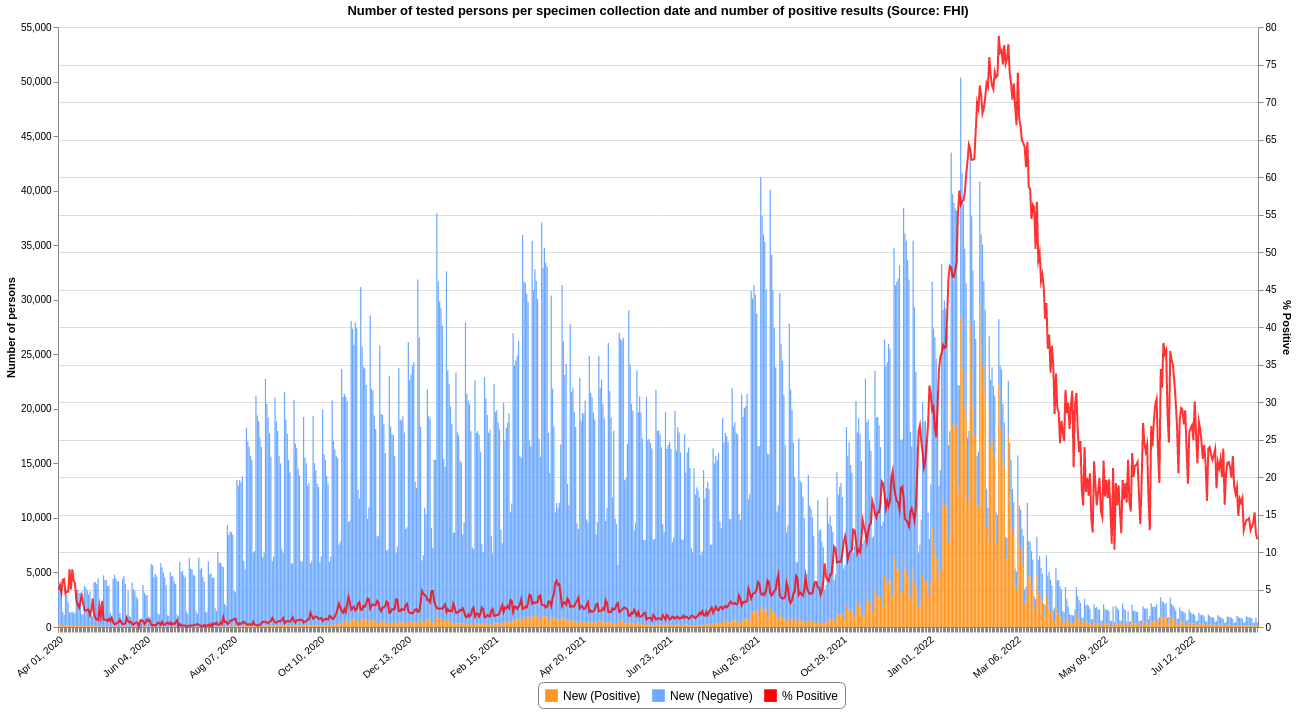 Number of tested persons per specimen collection date and number of positive results (Source: FHI)
55,000
50,000
45,000
40,000
35,000
30,000
25,000
20,000
15,000
10,000
5,000
0
Number of persons
80
75
70
65
60
55
50
45
40
35
30
25
20
15
10
5
0
% Positive
Apr 01, 2020
Jun 04, 2020
Aug 07, 2020
Oct 10, 2020
Dec 13, 2020
Feb 15, 2021
Apr 20, 2021
Jun 23, 2021
Aug 26, 2021
Oct 29, 2021
Jan 01, 2022
Mar 06, 2022
May 09, 2022
Jul 12, 2022
New (Positive) New (Negative) % Positive